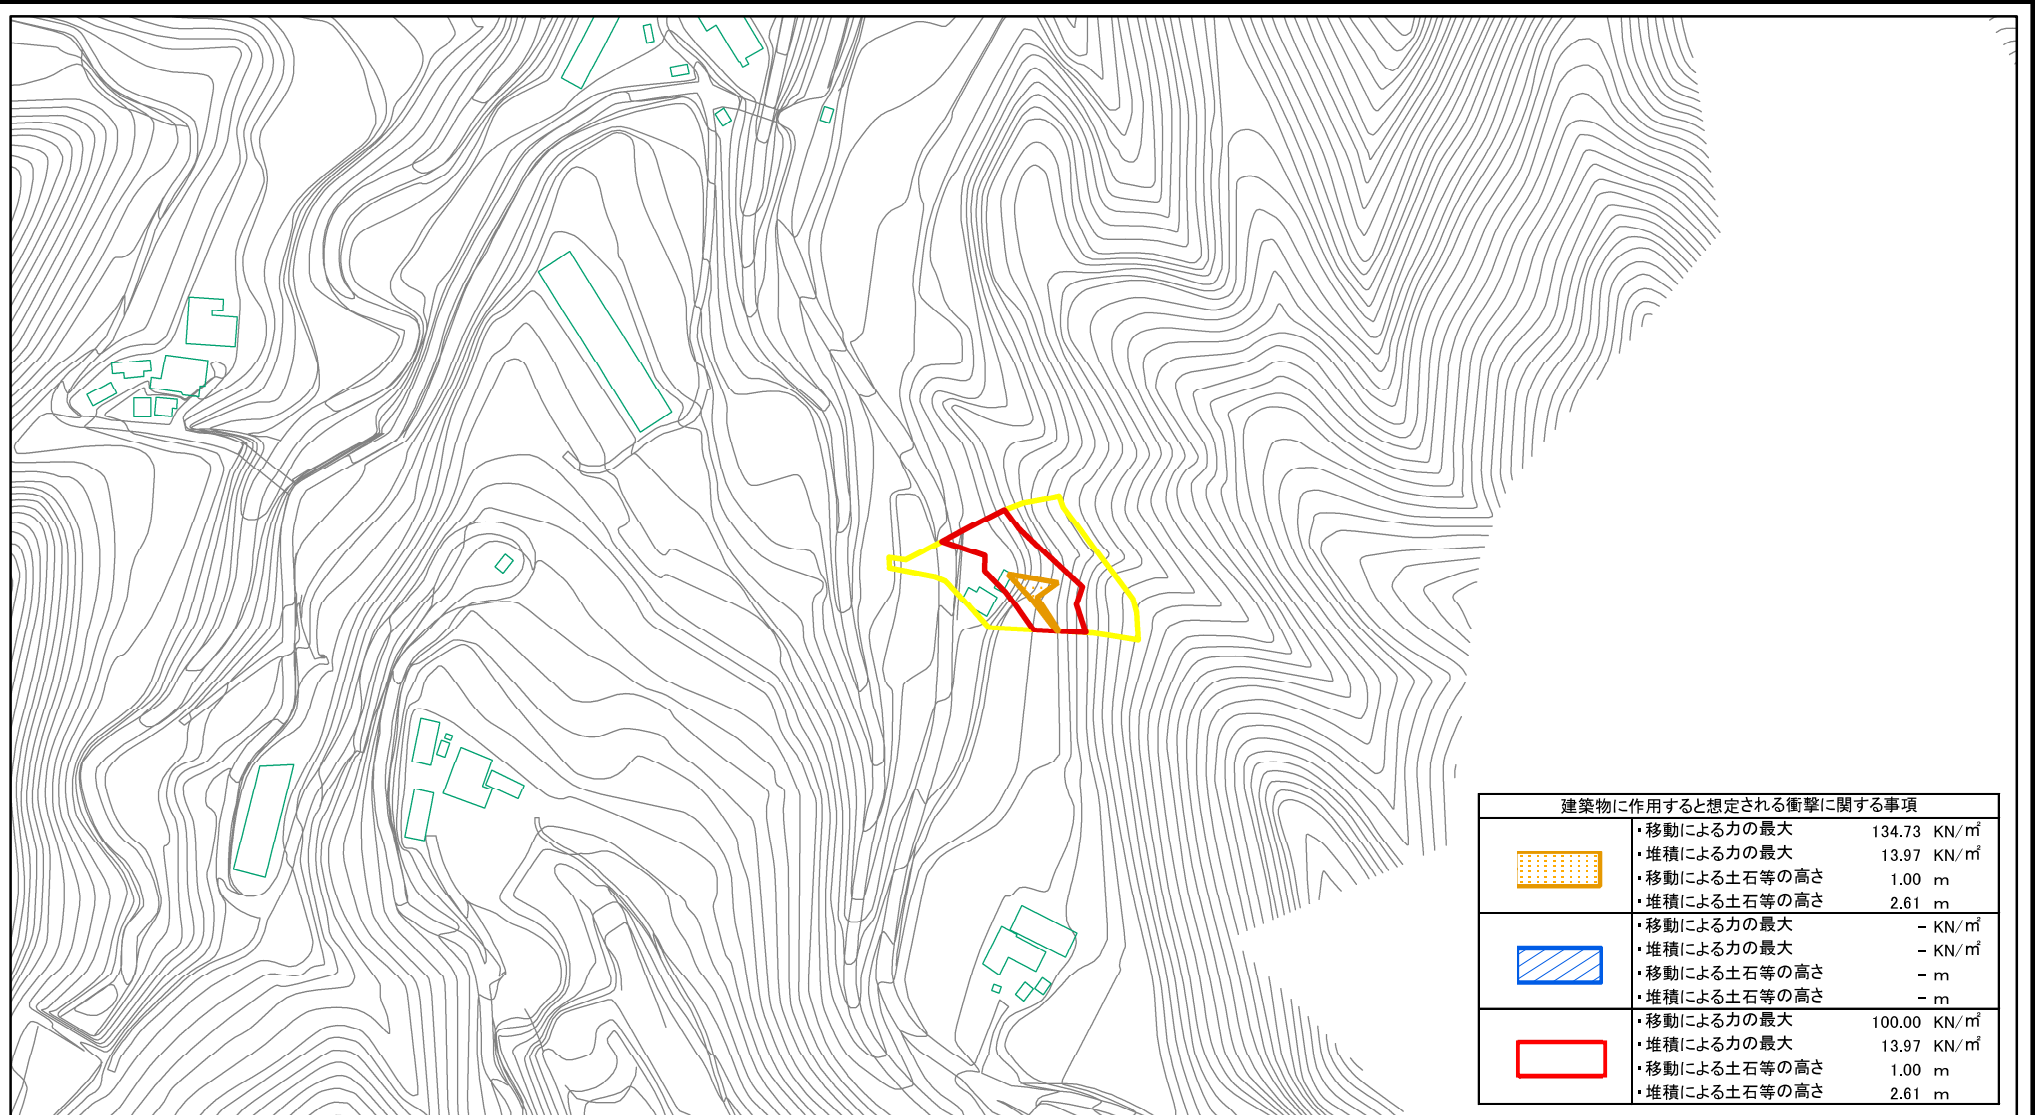 建築物に作用すると想定される衝撃に関する事項
・移動による力の最大 134.73 KN/㎡
・堆積による力の最大 13.97 KN/㎡
・移動による土石等の高さ 1.00 m
・堆積による土石等の高さ 2.61 m
・移動による力の最大 - KN/㎡
・堆積による力の最大 - KN/㎡
・移動による土石等の高さ - m
・堆積による土石等の高さ - m
・移動による力の最大 100.00 KN/㎡
・堆積による力の最大 13.97 KN/㎡
・移動による土石等の高さ 1.00 m
・堆積による土石等の高さ 2.61 m